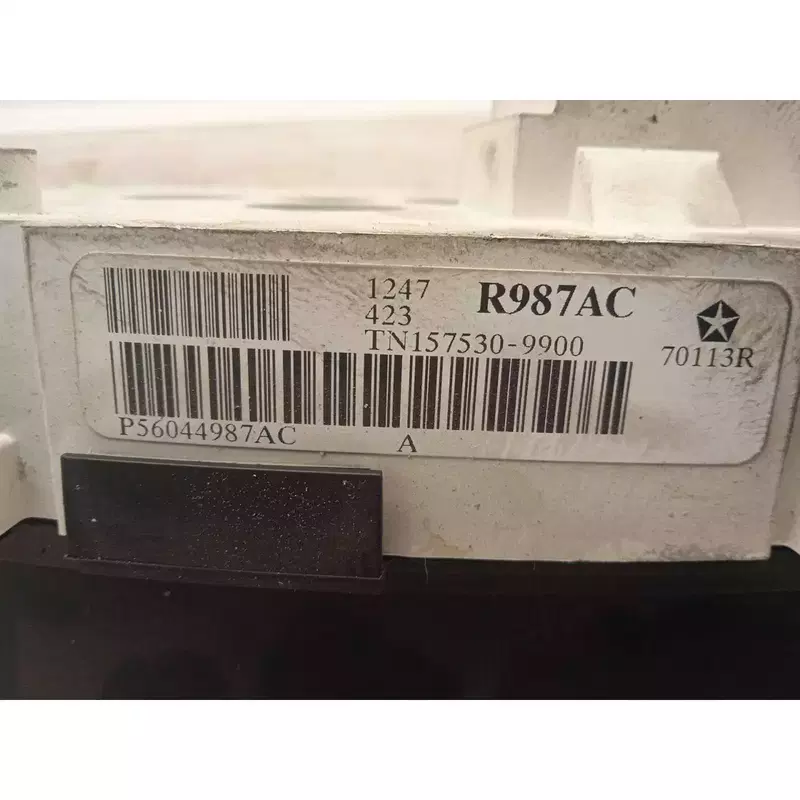 1247 R987AC
423
TN157530-9900
70113R
P56044987AC A